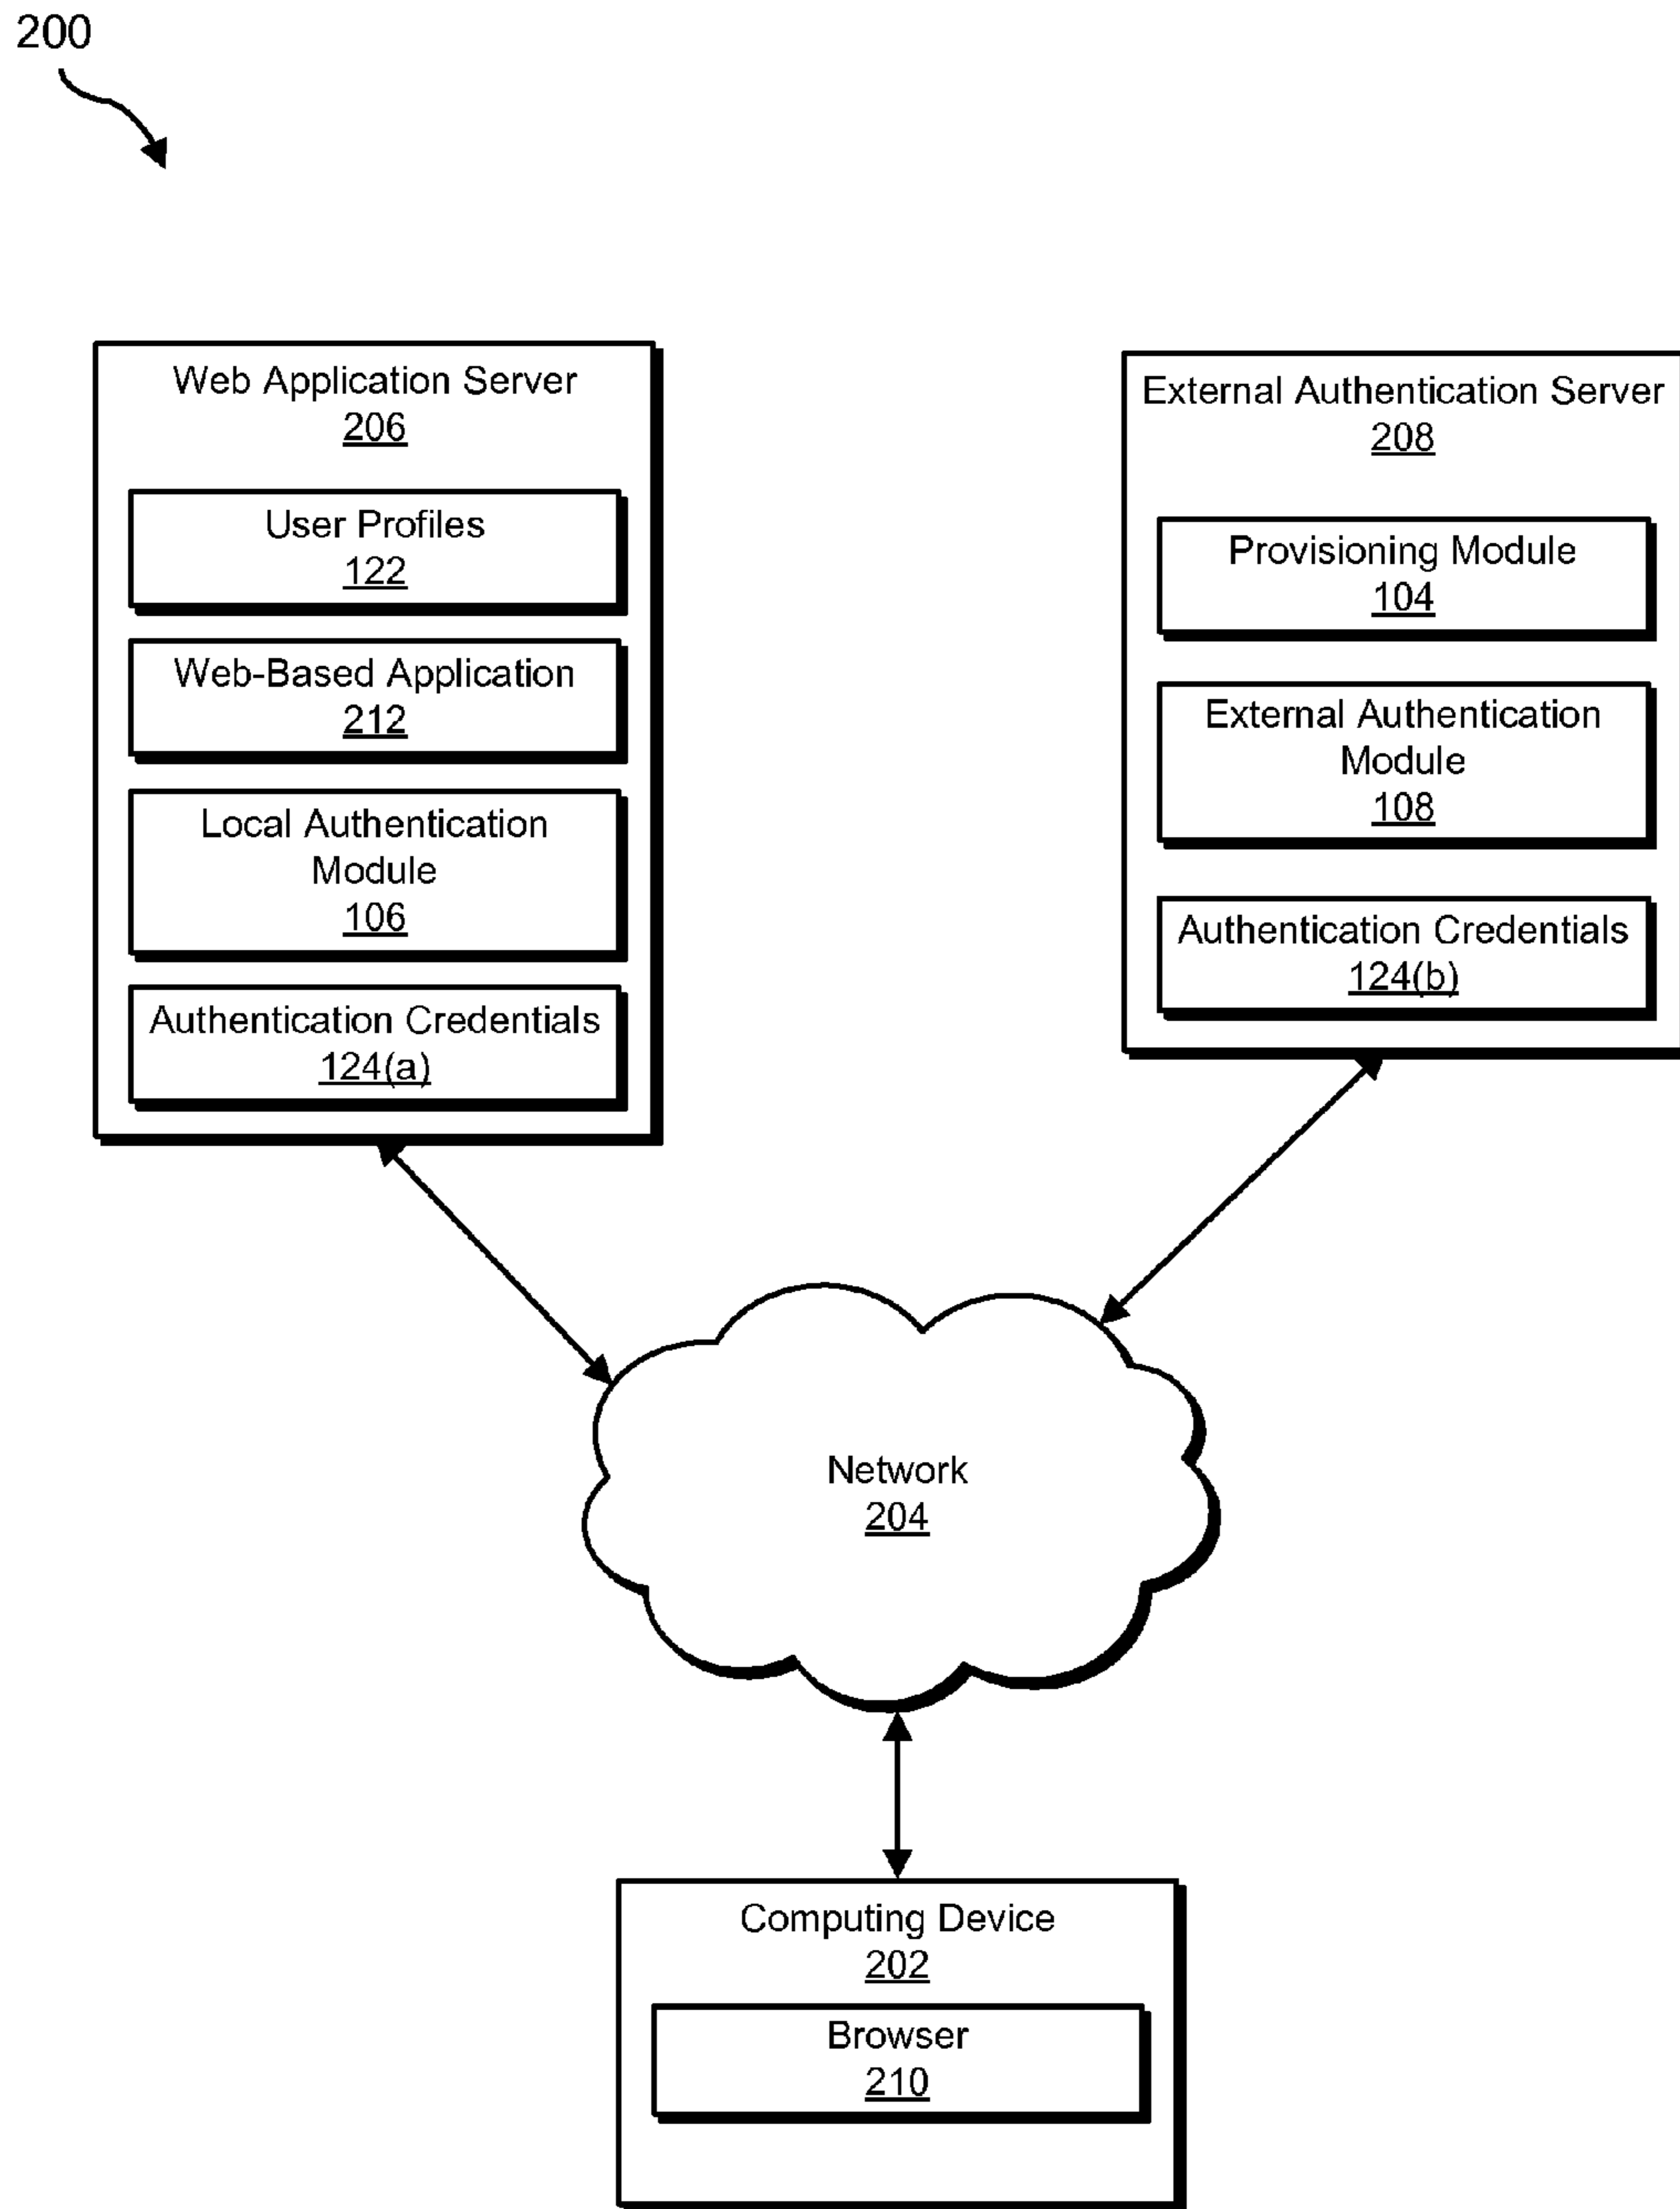 200
Web Application Server
206
User Profiles
122
Web-Based Application
212
Local Authentication
Module
106
Authentication Credentials
124(a)
External Authentication Server
208
Provisioning Module
104
External Authentication
Module
108
Authentication Credentials
124(b)
Network
204
Computing Device
202
Browser
210